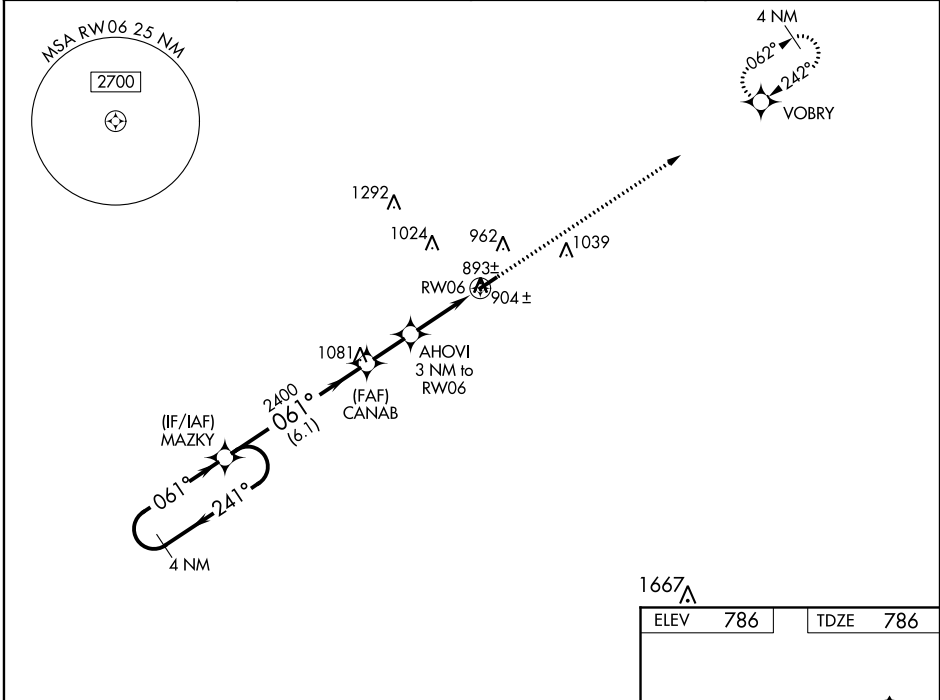 MSA RW06 25 NM
2700
4 NM
062°
242°
VOBRY
1292
1024
962
1039
893±
RW06
904±
1081
AHOVI
3 NM to
RW06
(FAF)
CANAB
2400
061°
(6.1)
(IF/IAF)
MAZKY
061°
241°
4 NM
1667
ELEV 786
TDZE 786